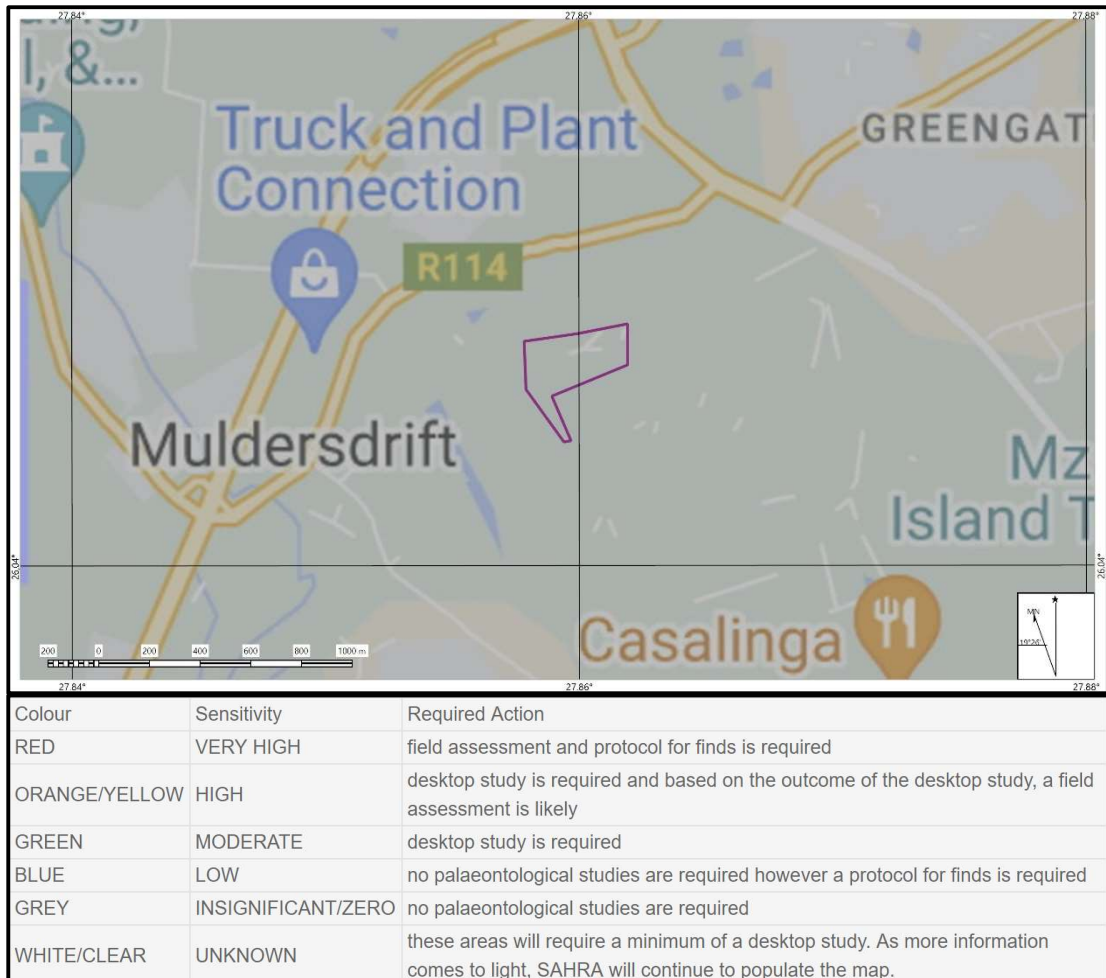 27.84°
27.86°
27.88°
l, &...
Truck and Plant
Connection
GREENGAT
R114
Muldersdrift
Mz
Island T
26.04°
26.04°
Casalinga
MN
19°26'
200 0 200 400 600 800 1000 m
27.84°
27.86°
27.88°
Colour Sensitivity Required Action
RED VERY HIGH field assessment and protocol for finds is required
ORANGE/YELLOW HIGH desktop study is required and based on the outcome of the desktop study, a field
assessment is likely
GREEN MODERATE desktop study is required
BLUE LOW no palaeontological studies are required however a protocol for finds is required
GREY INSIGNIFICANT/ZERO no palaeontological studies are required
WHITE/CLEAR UNKNOWN these areas will require a minimum of a desktop study. As more information
comes to light, SAHRA will continue to populate the map.